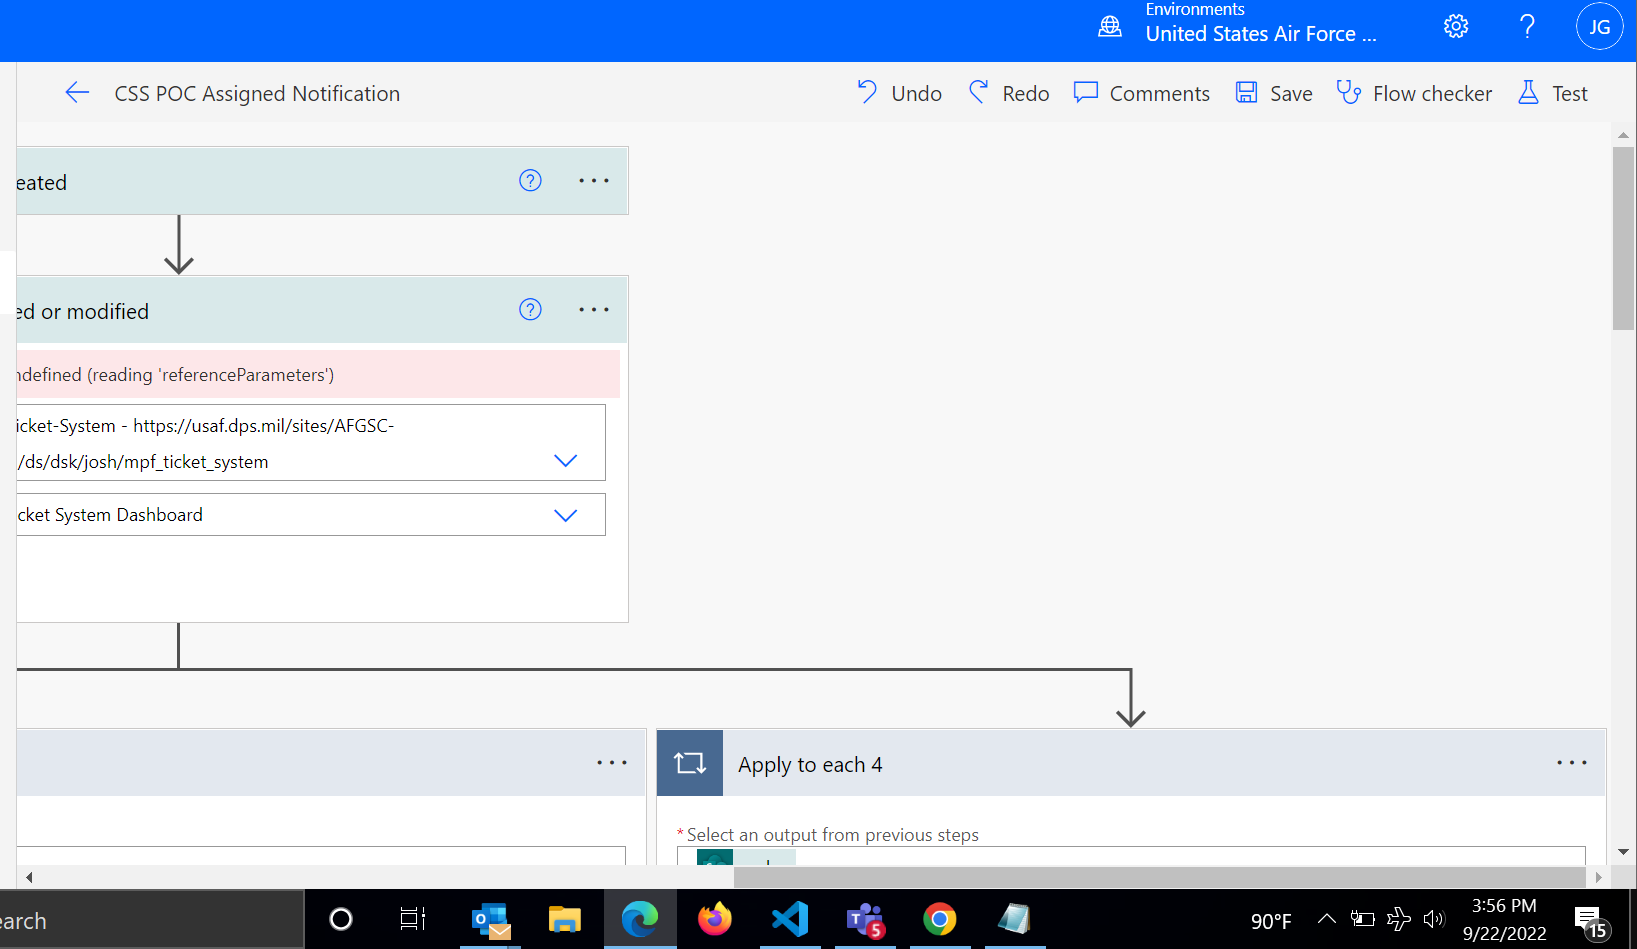 Environments
United States Air Force ...
JG
CSS POC Assigned Notification
Undo
Redo
Comments
Save
Flow checker
Test
eated
ed or modified
ndefined (reading 'referenceParameters')
icket-System - https://usaf.dps.mil/sites/AFGSC-
/ds/dsk/josh/mpf_ticket_system
cket System Dashboard
Apply to each 4
* Select an output from previous steps
earch
5
90°F
3:56 PM
9/22/2022
15